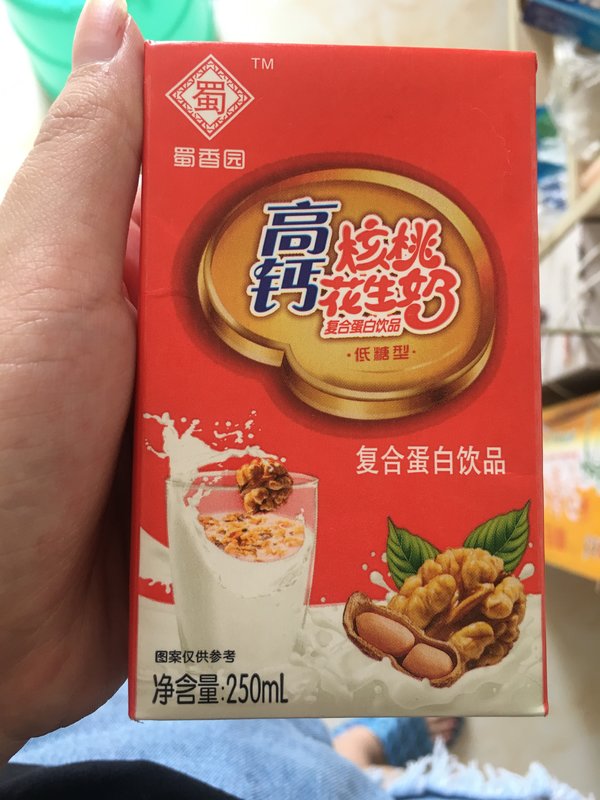 蜀
TM
蜀香园
高钙
核桃
花生奶
复合蛋白饮品
·低糖型·
复合蛋白饮品
图案仅供参考
净含量:250mL